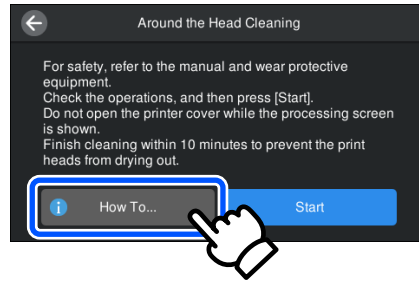 Around the Head Cleaning
For safety, refer to the manual and wear protective
equipment.
Check the operations, and then press [Start].
Do not open the printer cover while the processing screen
is shown.
Finish cleaning within 10 minutes to prevent the print
heads from drying out.
How To...
Start